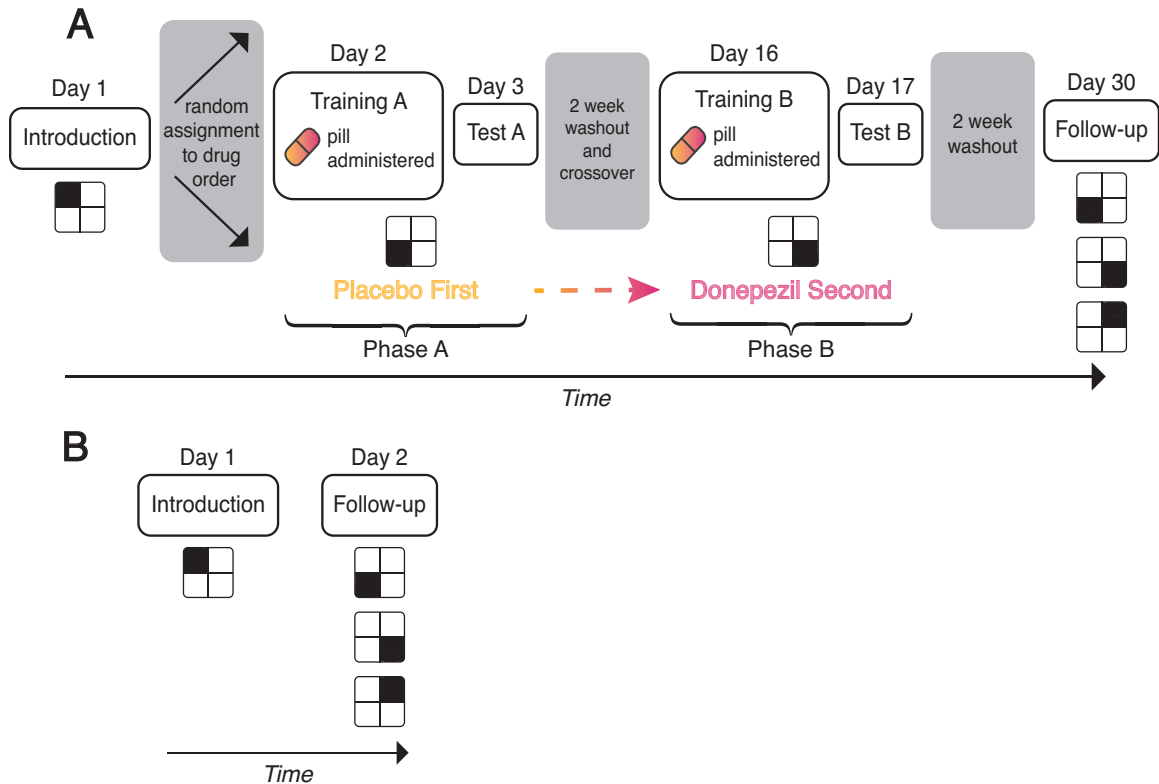 A
Day 1
Introduction
random
assignment
to drug
order
Day 2
Training A
pill
administered
Day 3
Test A
2 week
washout
and
crossover
Day 16
Training B
pill
administered
Day 17
Test B
2 week
washout
Day 30
Follow-up
Placebo First
Donepezil Second
Phase A
Phase B
Time
B
Day 1
Introduction
Day 2
Follow-up
Time